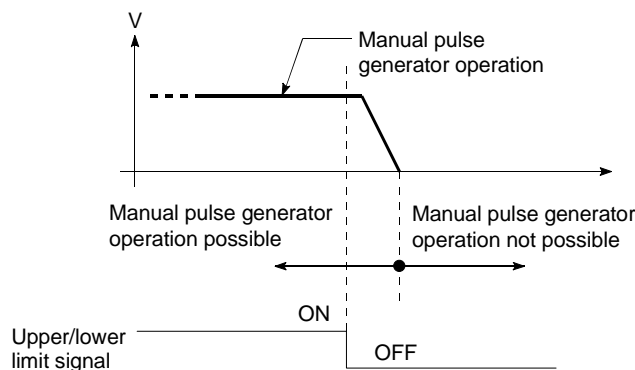 V
Manual pulse
generator operation
Manual pulse generator
operation possible
Manual pulse generator
operation not possible
ON
Upper/lower
limit signal
OFF